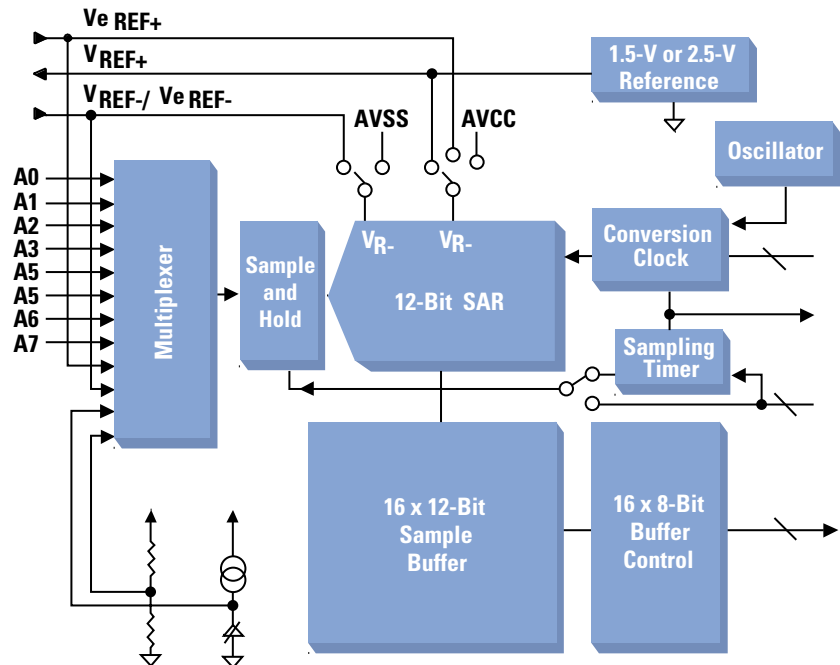 Ve REF+
VREF+
VREF-/ Ve REF-
1.5-V or 2.5-V
Reference
AVSS
AVCC
Oscillator
A0
A1
A2
A3
A5
A5
A6
A7
Multiplexer
Sample
and
Hold
VR-
VR-
12-Bit SAR
Conversion
Clock
Sampling
Timer
16 x 12-Bit
Sample
Buffer
16 x 8-Bit
Buffer
Control